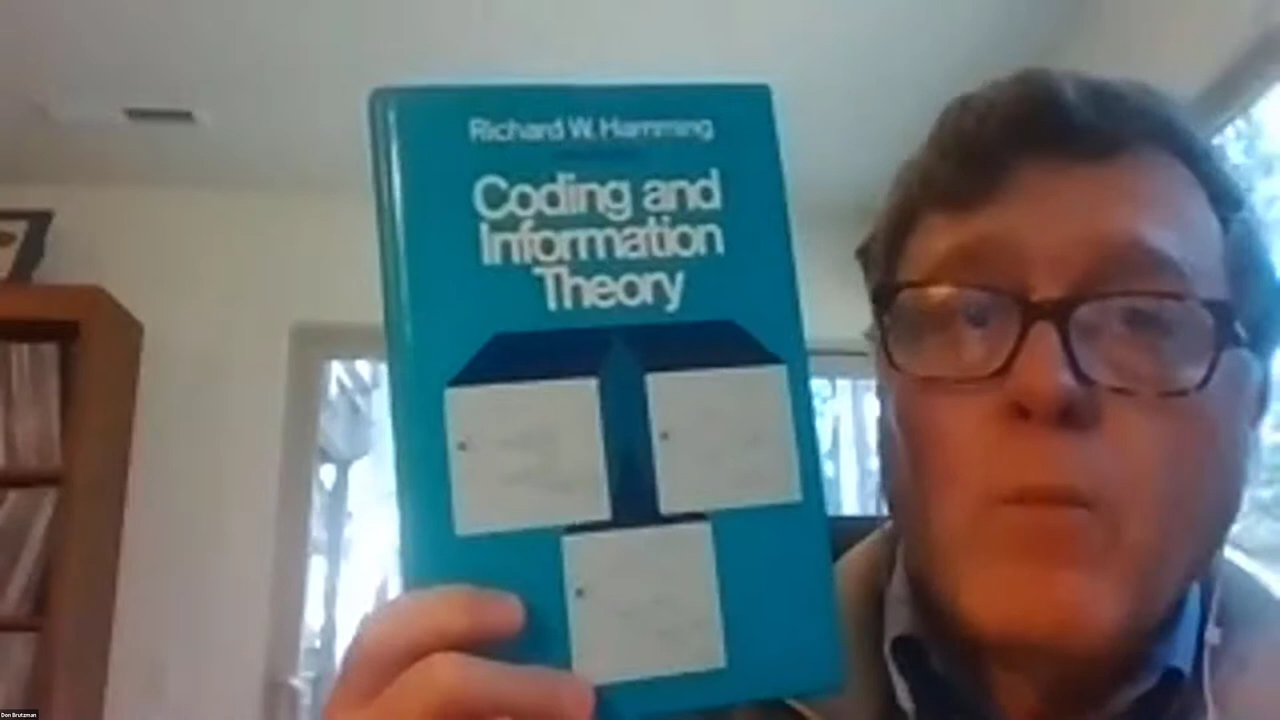 Richard W. Hamming
Coding and
Information
Theory
Don Brutzman